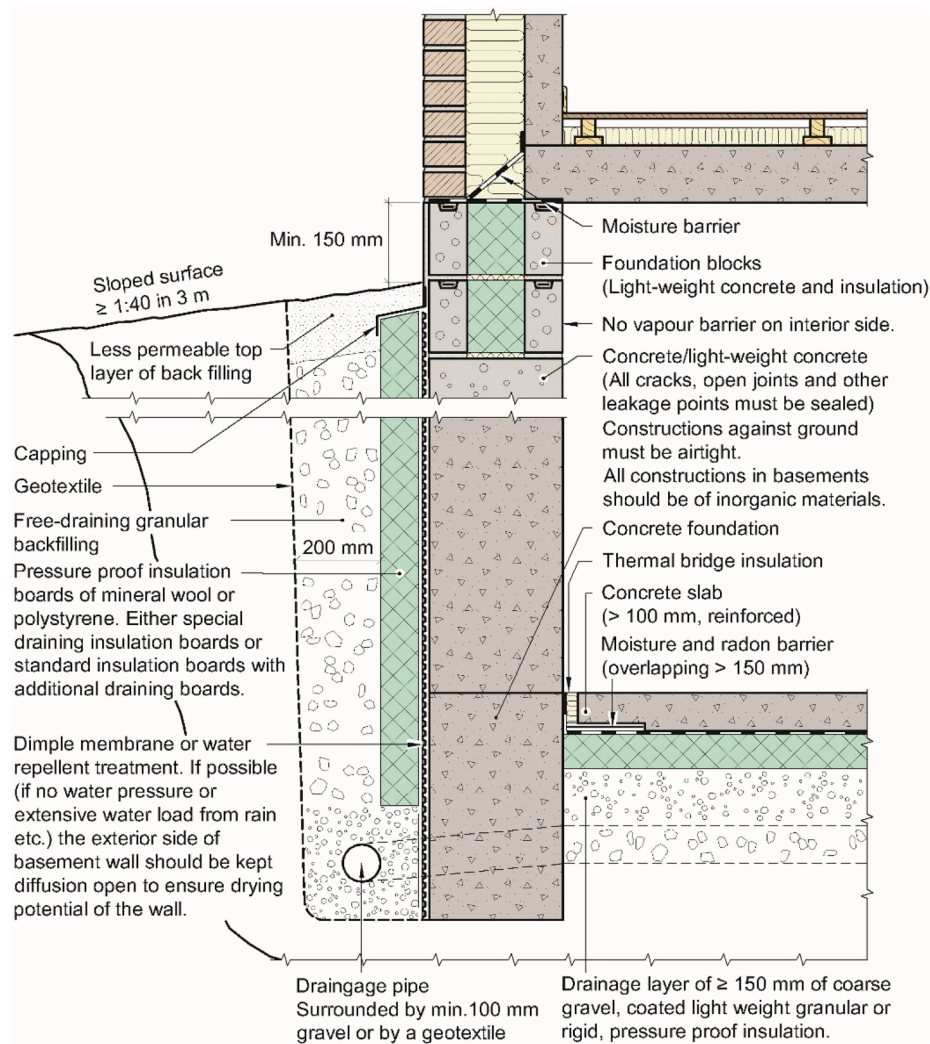 Min. 150 mm
Sloped surface
≥ 1:40 in 3 m
Less permeable top
layer of back filling
Capping
Geotextile
Free-draining granular
backfilling
200 mm
Pressure proof insulation
boards of mineral wool or
polystyrene. Either special
draining insulation boards or
standard insulation boards with
additional draining boards.
Dimple membrane or water
repellent treatment. If possible
(if no water pressure or
extensive water load from rain
etc.) the exterior side of
basement wall should be kept
diffusion open to ensure drying
potential of the wall.
Draingage pipe
Surrounded by min.100 mm
gravel or by a geotextile
Moisture barrier
Foundation blocks
(Light-weight concrete and insulation)
No vapour barrier on interior side.
Concrete/light-weight concrete
(All cracks, open joints and other
leakage points must be sealed)
Constructions against ground
must be airtight.
All constructions in basements
should be of inorganic materials.
Concrete foundation
Thermal bridge insulation
Concrete slab
(> 100 mm, reinforced)
Moisture and radon barrier
(overlapping > 150 mm)
Drainage layer of ≥ 150 mm of coarse
gravel, coated light weight granular or
rigid, pressure proof insulation.